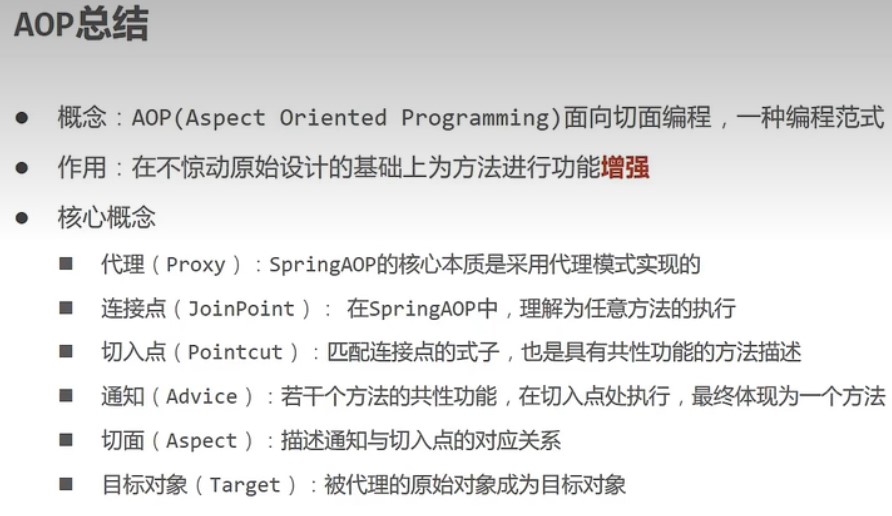 AOP总结
● 概念：AOP(Aspect Oriented Programming)面向切面编程，一种编程范式
● 作用：在不惊动原始设计的基础上为方法进行功能增强
● 核心概念
■ 代理（Proxy）：SpringAOP的核心本质是采用代理模式实现的
■ 连接点（JoinPoint）： 在SpringAOP中，理解为任意方法的执行
■ 切入点（Pointcut）：匹配连接点的式子，也是具有共性功能的方法描述
■ 通知（Advice）：若干个方法的共性功能，在切入点处执行，最终体现为一个方法
■ 切面（Aspect）：描述通知与切入点的对应关系
■ 目标对象（Target）：被代理的原始对象成为目标对象